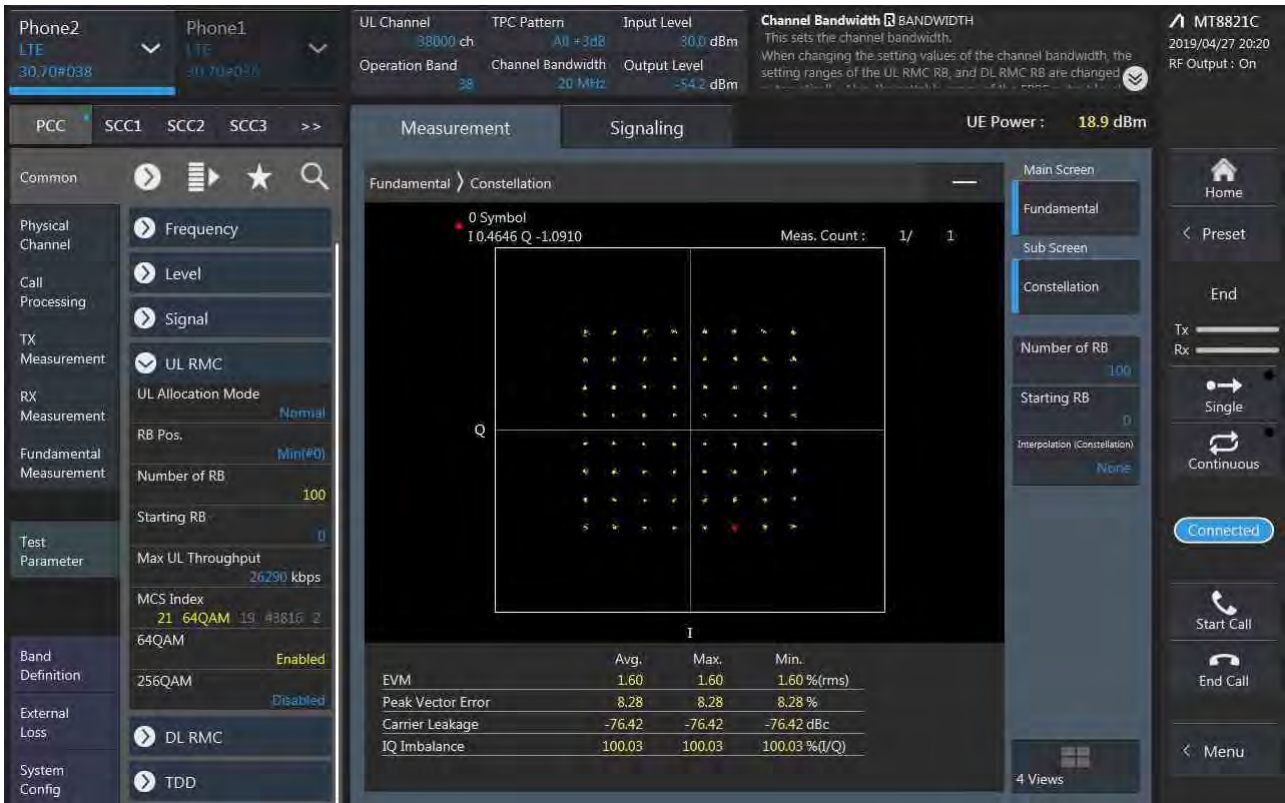 Phone2
LTE
30.70#038
Phone1
LTE
UL Channel
38000 ch
TPC Pattern
All +3dB
Input Level
30.0 dBm
Operation Band
38
Channel Bandwidth
20 MHz
Output Level
-54.2 dBm
Channel Bandwidth R BANDWIDTH
This sets the channel bandwidth.
When changing the setting values of the channel bandwidth, the
setting ranges of the UL RMC RB, and DL RMC RB are changed
MT8821C
2019/04/27 20:20
RF Output : On
PCC SCC1 SCC2 SCC3 >>
Measurement
Signaling
UE Power : 18.9 dBm
Common
Physical
Channel
Call
Processing
TX
Measurement
RX
Measurement
Fundamental
Measurement
Test
Parameter
Band
Definition
External
Loss
System
Config
Frequency
Level
Signal
UL RMC
UL Allocation Mode
Normal
RB Pos.
Min(#0)
Number of RB
100
Starting RB
0
Max UL Throughput
26290 kbps
MCS Index
21 64QAM 19 #3816 2
64QAM
Enabled
256QAM
Disabled
DL RMC
TDD
Fundamental 〉 Constellation
0 Symbol
I 0.4646 Q -1.0910
Meas. Count : 1/ 1
Q
I
Avg. Max. Min.
EVM 1.60 1.60 1.60 %(rms)
Peak Vector Error 8.28 8.28 8.28 %
Carrier Leakage -76.42 -76.42 -76.42 dBc
IQ Imbalance 100.03 100.03 100.03 %(I/Q)
Main Screen
Fundamental
Sub Screen
Constellation
Number of RB
100
Starting RB
0
Interpolation (Constellation)
None
4 Views
Home
< Preset
End
Tx
Rx
Single
Continuous
Connected
Start Call
End Call
< Menu